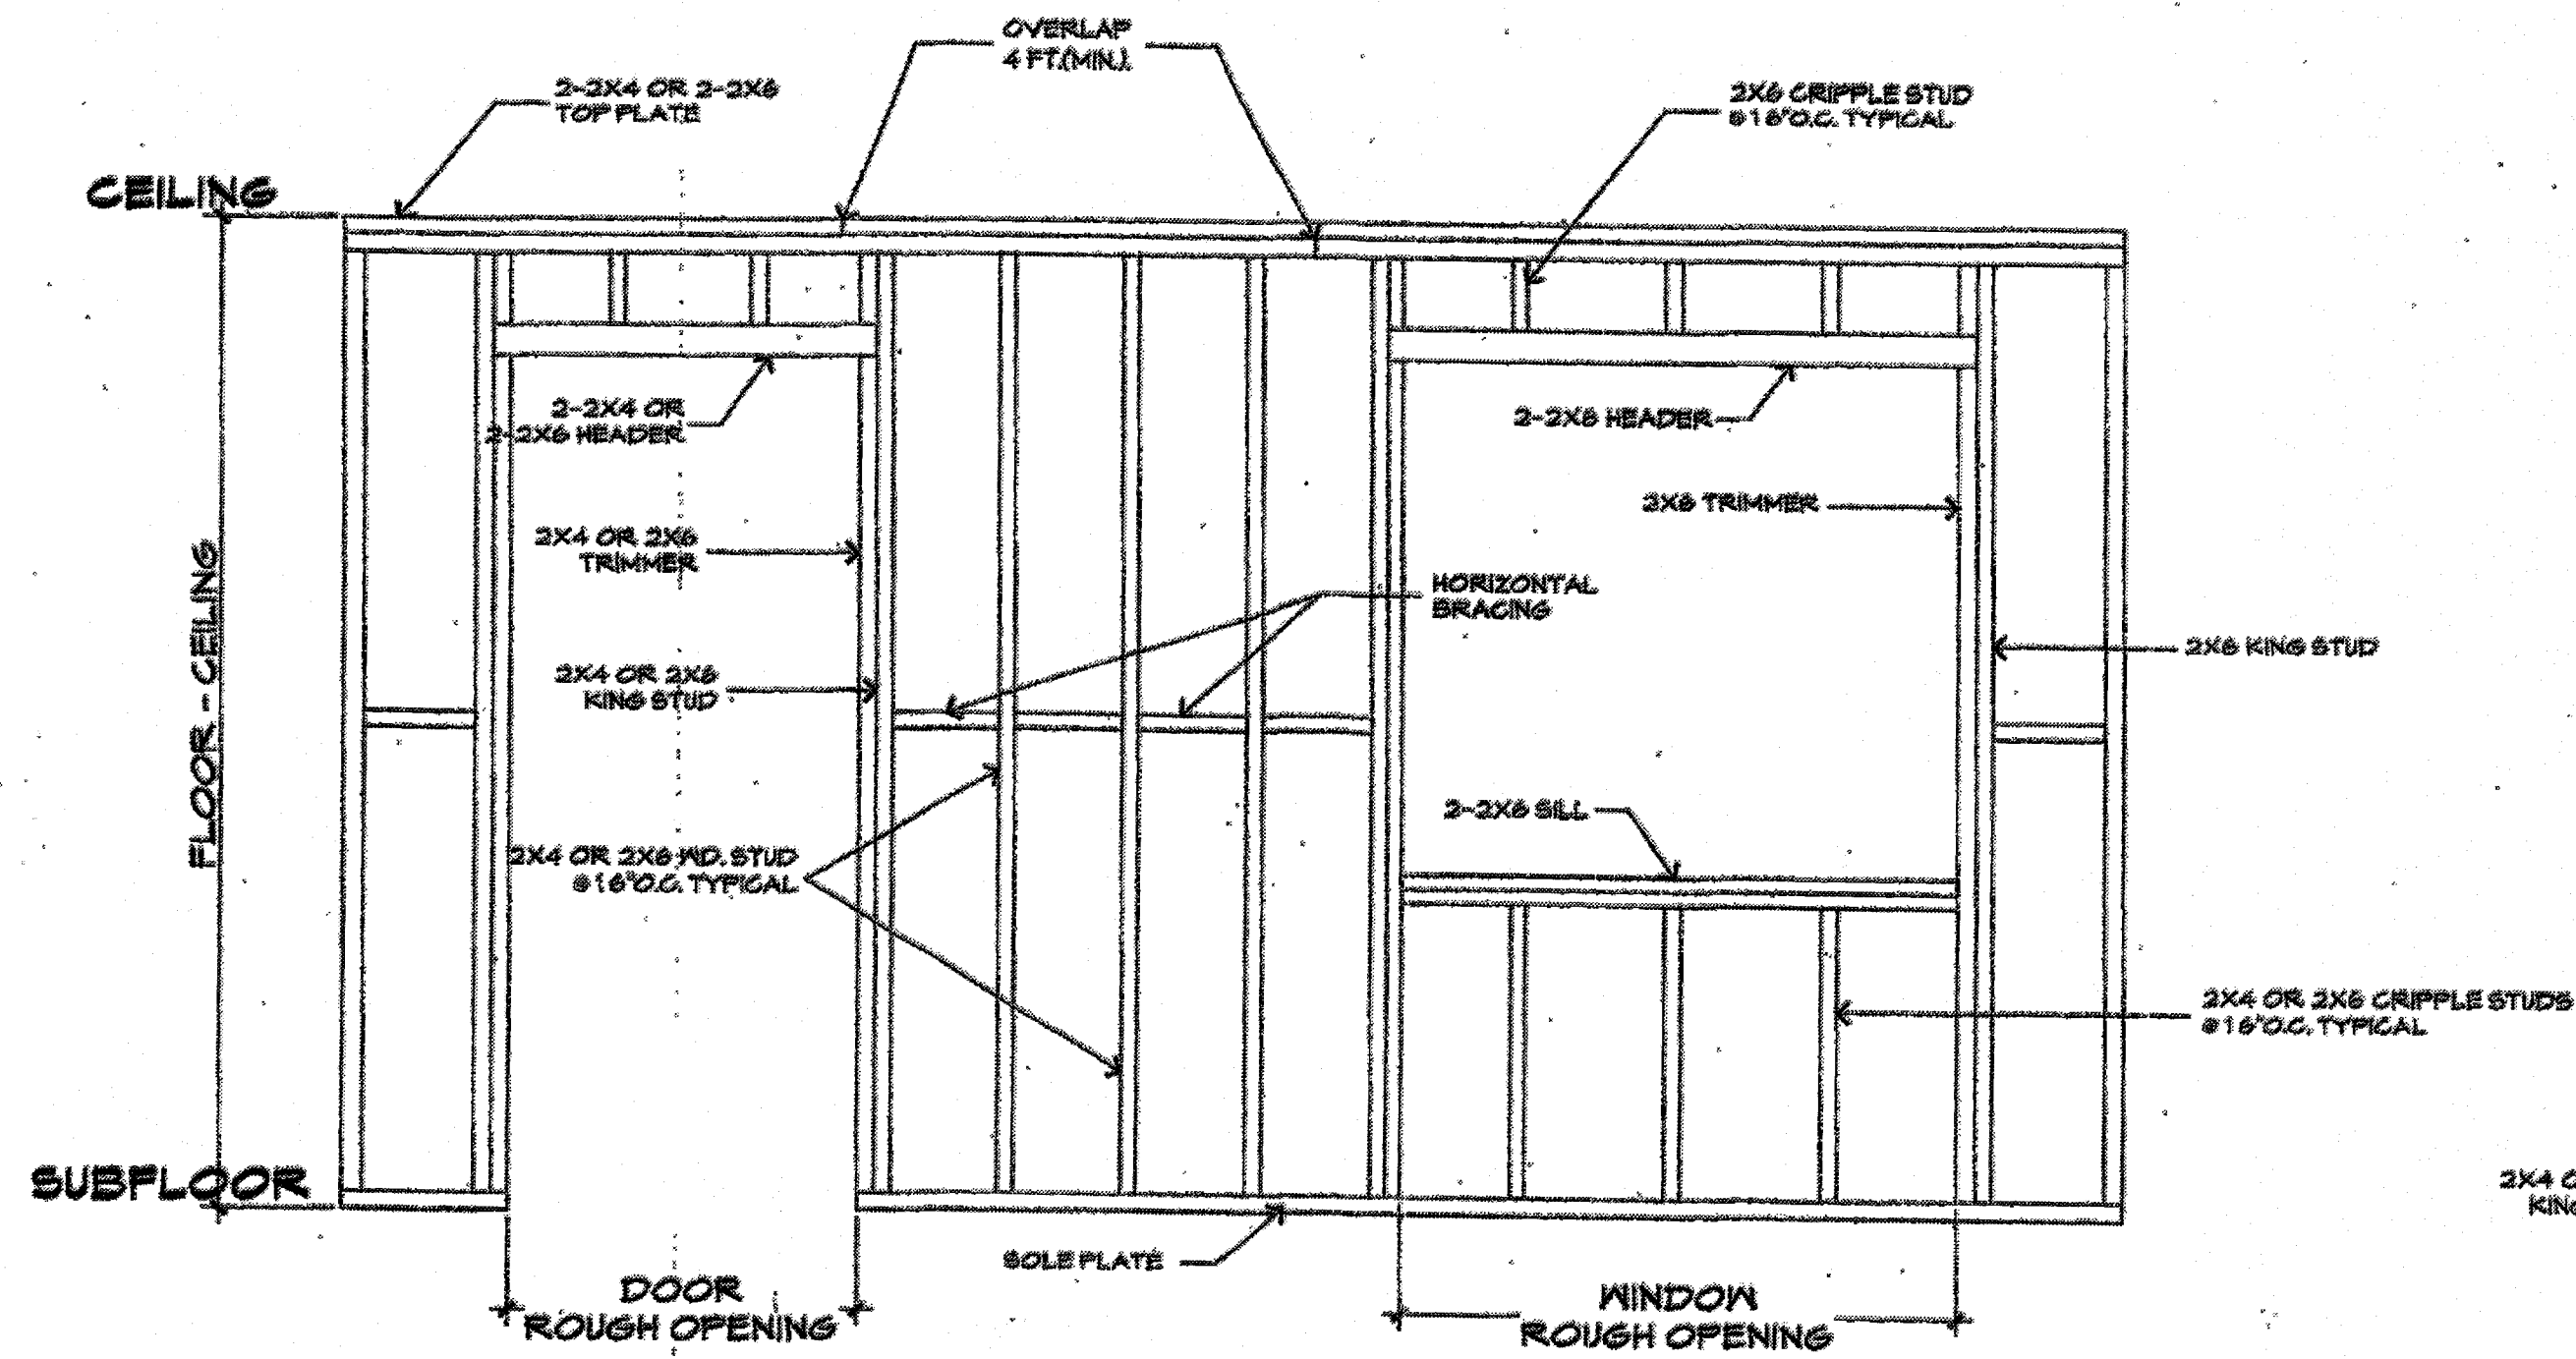 OVERLAP
4 FT.(MIN.)
2-2X4 OR 2-2X6
TOP PLATE
2X6 CRIPPLE STUD
@16"O.C. TYPICAL
CEILING
2-2X4 OR
2-2X6 HEADER
2-2X6 HEADER
2X6 TRIMMER
2X4 OR 2X6
TRIMMER
FLOOR - CEILING
HORIZONTAL
BRACING
2X6 KING STUD
2X4 OR 2X6
KING STUD
2-2X6 SILL
2X4 OR 2X6 WD. STUD
@16"O.C. TYPICAL
2X4 OR 2X6 CRIPPLE STUDS
@16"O.C. TYPICAL
SUBFLOOR
2X4
SOLE PLATE
DOOR
ROUGH OPENING
WINDOW
ROUGH OPENING